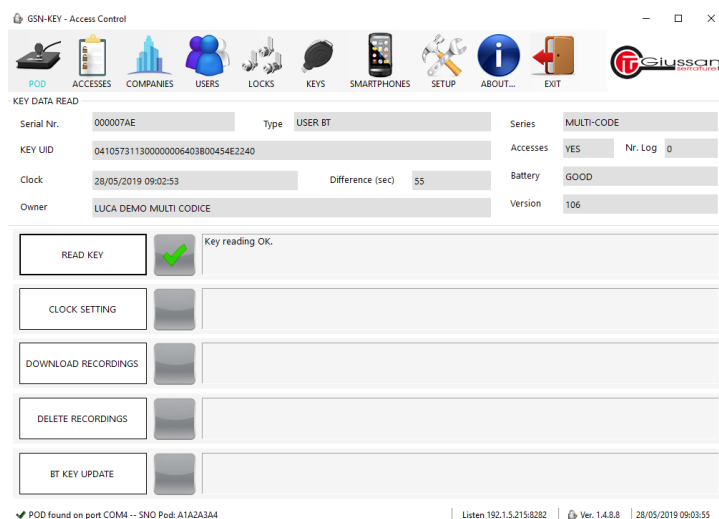 GSN-KEY - Access Control
POD ACCESSES COMPANIES USERS LOCKS KEYS SMARTPHONES SETUP ABOUT... EXIT
Giussan
serrature
KEY DATA READ
Serial Nr. 000007AE Type USER BT Series MULTI-CODE
KEY UID 041057311300000006403B00454E2240 Accesses YES Nr. Log 0
Clock 28/05/2019 09:02:53 Difference (sec) 55 Battery GOOD
Owner LUCA DEMO MULTI CODICE Version 106
READ KEY Key reading OK.
CLOCK SETTING
DOWNLOAD RECORDINGS
DELETE RECORDINGS
BT KEY UPDATE
POD found on port COM4 -- SNO Pod: A1A2A3A4 Listen 192.1.5.215:8282 Ver. 1.4.8.8 28/05/2019 09:03:55